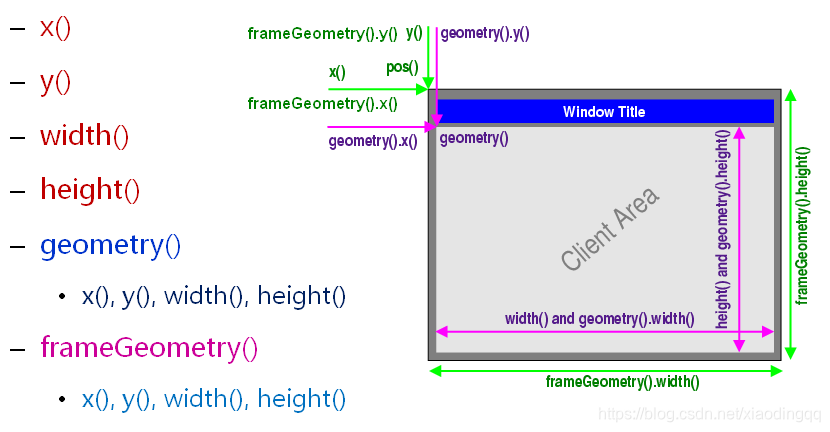 – x()
– y()
– width()
– height()
– geometry()
• x(), y(), width(), height()
– frameGeometry()
• x(), y(), width(), height()
frameGeometry().y() y() geometry().y()
x() pos()
frameGeometry().x()
geometry().x() geometry()
Window Title
Client Area
height() and geometry().height()
frameGeometry().height()
width() and geometry().width()
frameGeometry().width()
https://blog.csdn.net/xiaodingqq